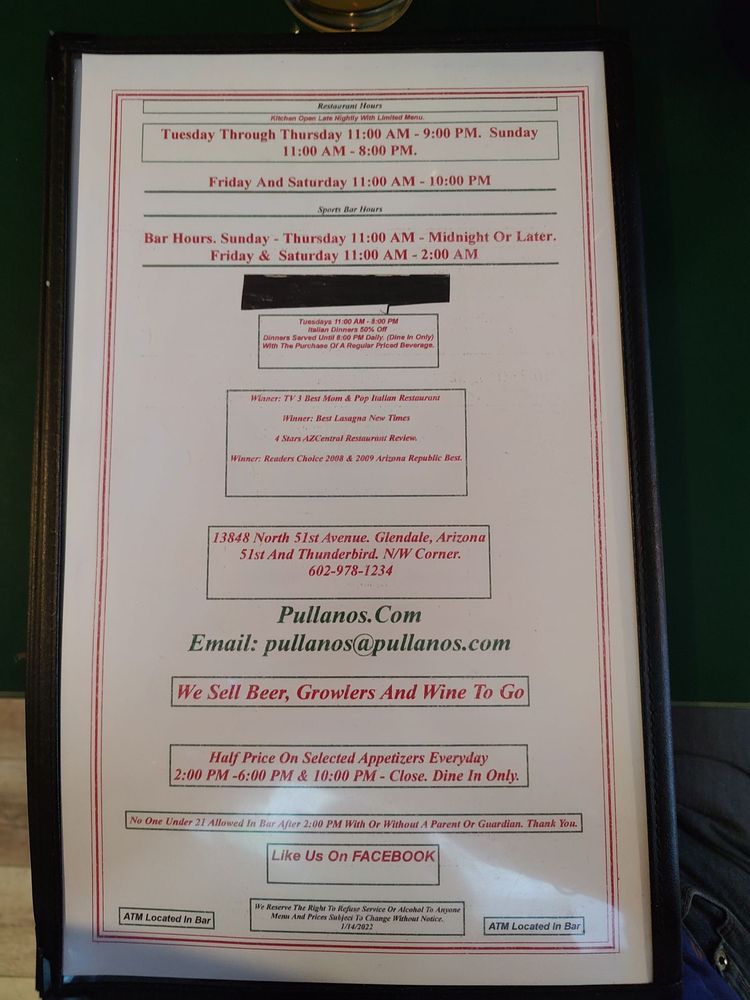 Restaurant Hours
Kitchen Open Late Nightly With Limited Menu.
Tuesday Through Thursday 11:00 AM - 9:00 PM. Sunday
11:00 AM - 8:00 PM.
Friday And Saturday 11:00 AM - 10:00 PM
Sports Bar Hours
Bar Hours. Sunday - Thursday 11:00 AM - Midnight Or Later.
Friday & Saturday 11:00 AM - 2:00 AM
Tuesdays 11:00 AM - 8:00 PM
Italian Dinners 50% Off
Dinners Served Until 8:00 PM Daily. (Dine In Only)
With The Purchase Of A Regular Priced Beverage.
Winner: TV 3 Best Mom & Pop Italian Restaurant
Winner: Best Lasagna New Times
4 Stars AZCentral Restaurant Review.
Winner: Readers Choice 2008 & 2009 Arizona Republic Best.
13848 North 51st Avenue. Glendale, Arizona
51st And Thunderbird. N/W Corner.
602-978-1234
Pullanos.Com
Email: pullanos@pullanos.com
We Sell Beer, Growlers And Wine To Go
Half Price On Selected Appetizers Everyday
2:00 PM -6:00 PM & 10:00 PM - Close. Dine In Only.
No One Under 21 Allowed In Bar After 2:00 PM With Or Without A Parent Or Guardian. Thank You.
Like Us On FACEBOOK
ATM Located In Bar
We Reserve The Right To Refuse Service Or Alcohol To Anyone
Menu And Prices Subject To Change Without Notice.
1/14/2022
ATM Located In Bar